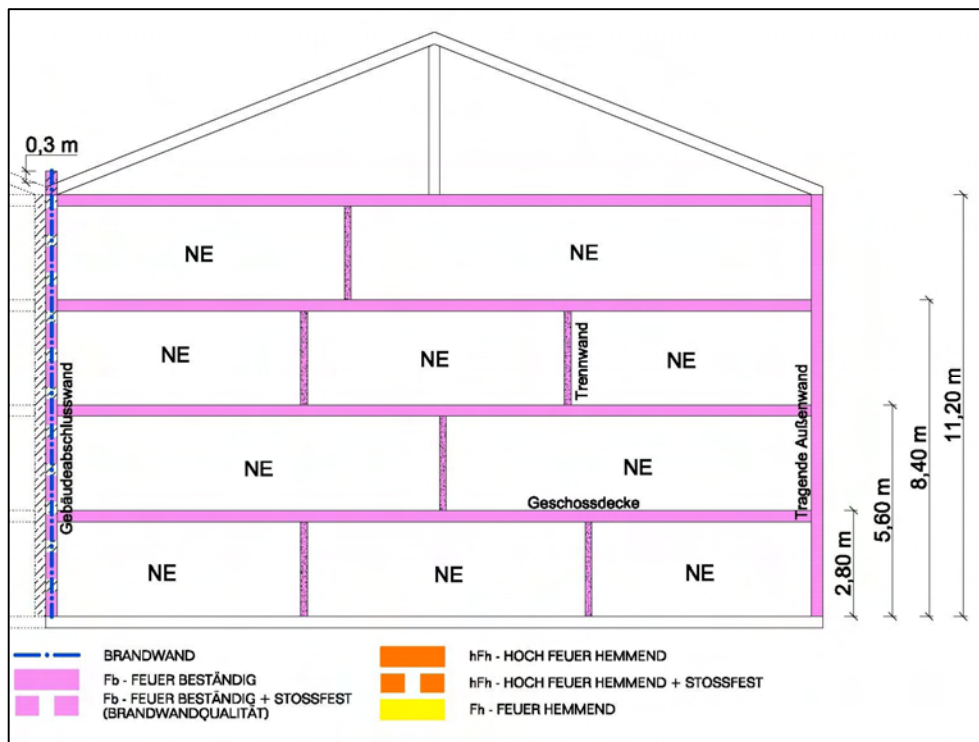 0,3 m
NE
NE
NE
NE
NE
Trennwand
Gebäudeabschlusswand
Tragende Außenwand
NE
NE
Geschossdecke
NE
NE
NE
2,80 m
5,60 m
8,40 m
11,20 m
BRANDWAND
Fb - FEUER BESTÄNDIG
Fb - FEUER BESTÄNDIG + STOSSFEST
(BRANDWANDQUALITÄT)
hFh - HOCH FEUER HEMMEND
hFh - HOCH FEUER HEMMEND + STOSSFEST
Fh - FEUER HEMMEND